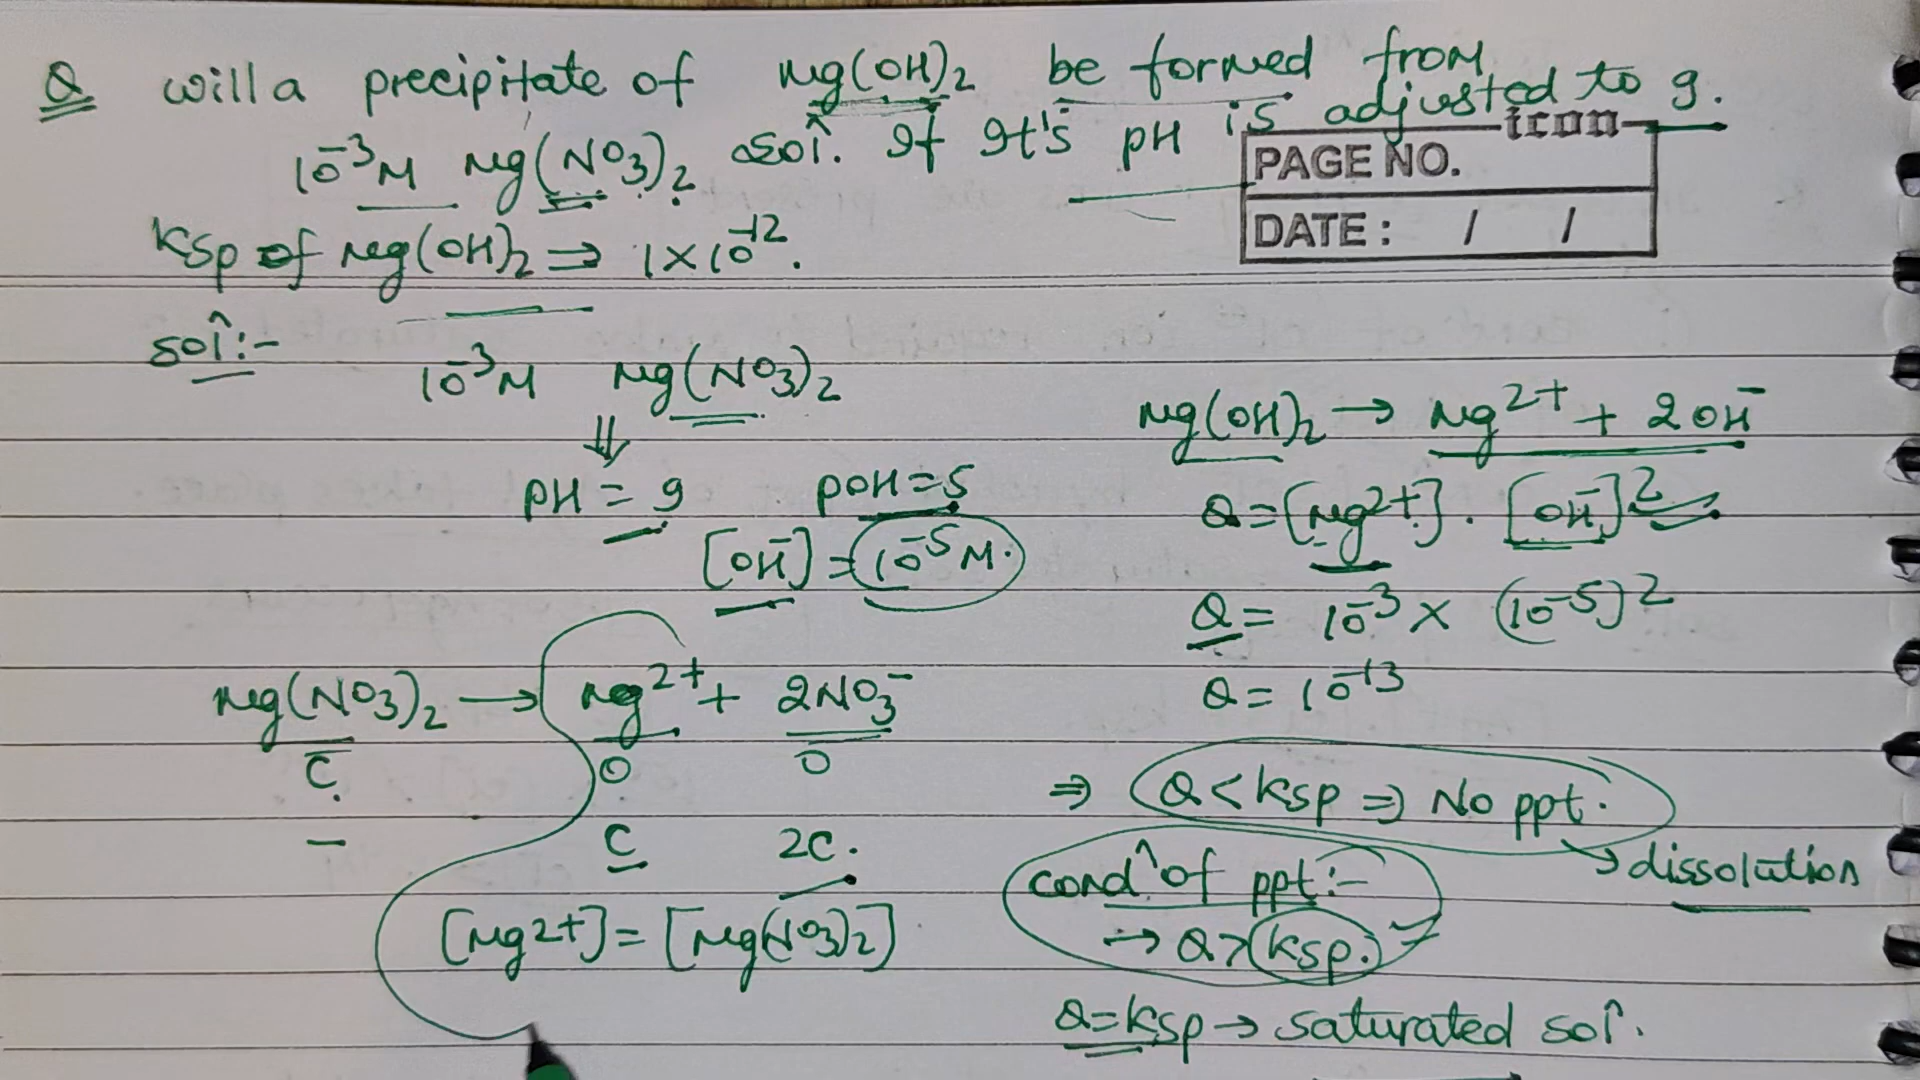 Q will a precipitate of Mg(OH)₂ be formed from
10⁻³M Mg(NO₃)₂ sol̂. If It's pH is adjusted to 9.
icon
PAGE NO.
DATE : / /
Ksp of Mg(OH)₂ ⇒ 1×10⁻¹².
sol̂:-
10⁻³M Mg(NO₃)₂
⇓
pH = 9 pOH = 5
[OH⁻] = 10⁻⁵M.
Mg(NO₃)₂ → Mg²⁺ + 2NO₃⁻
C 0 0
– C 2C.
[Mg²⁺] = [Mg(NO₃)₂]
Mg(OH)₂ → Mg²⁺ + 2OH⁻
Q = [Mg²⁺] . [OH⁻]²
Q = 10⁻³ × (10⁻⁵)²
Q = 10⁻¹³
⇒ Q < Ksp ⇒ No ppt.
→ dissolution
cond^ of ppt:-
→ Q > Ksp.
Q = Ksp → saturated sol̂.